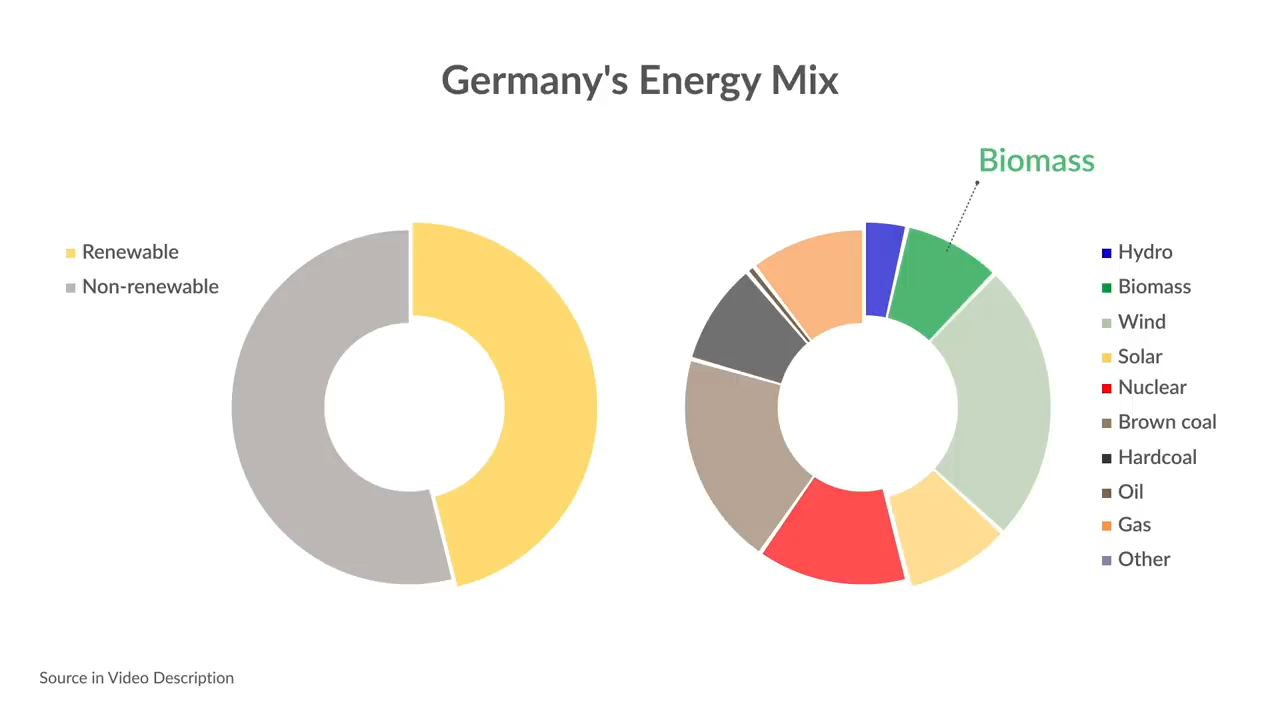 Germany's Energy Mix
Biomass
Renewable
Non-renewable
Hydro
Biomass
Wind
Solar
Nuclear
Brown coal
Hardcoal
Oil
Gas
Other
Source in Video Description